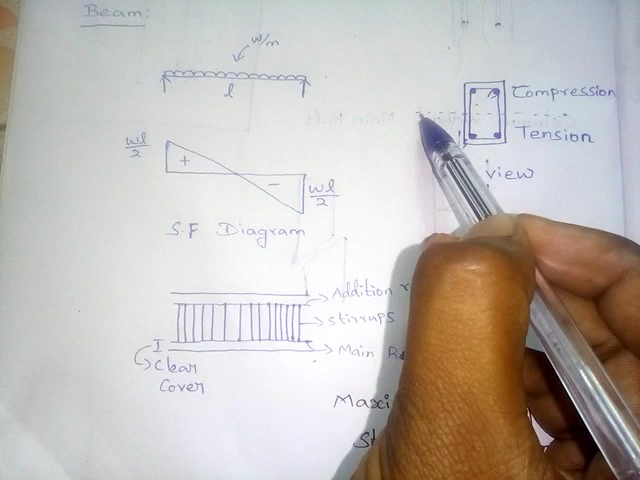 Beam:
w/m
l
Compression
Tension
view
wl/2
+
-
wl/2
S.F Diagram
Addition
stirrups
Main
I
Clear
Cover